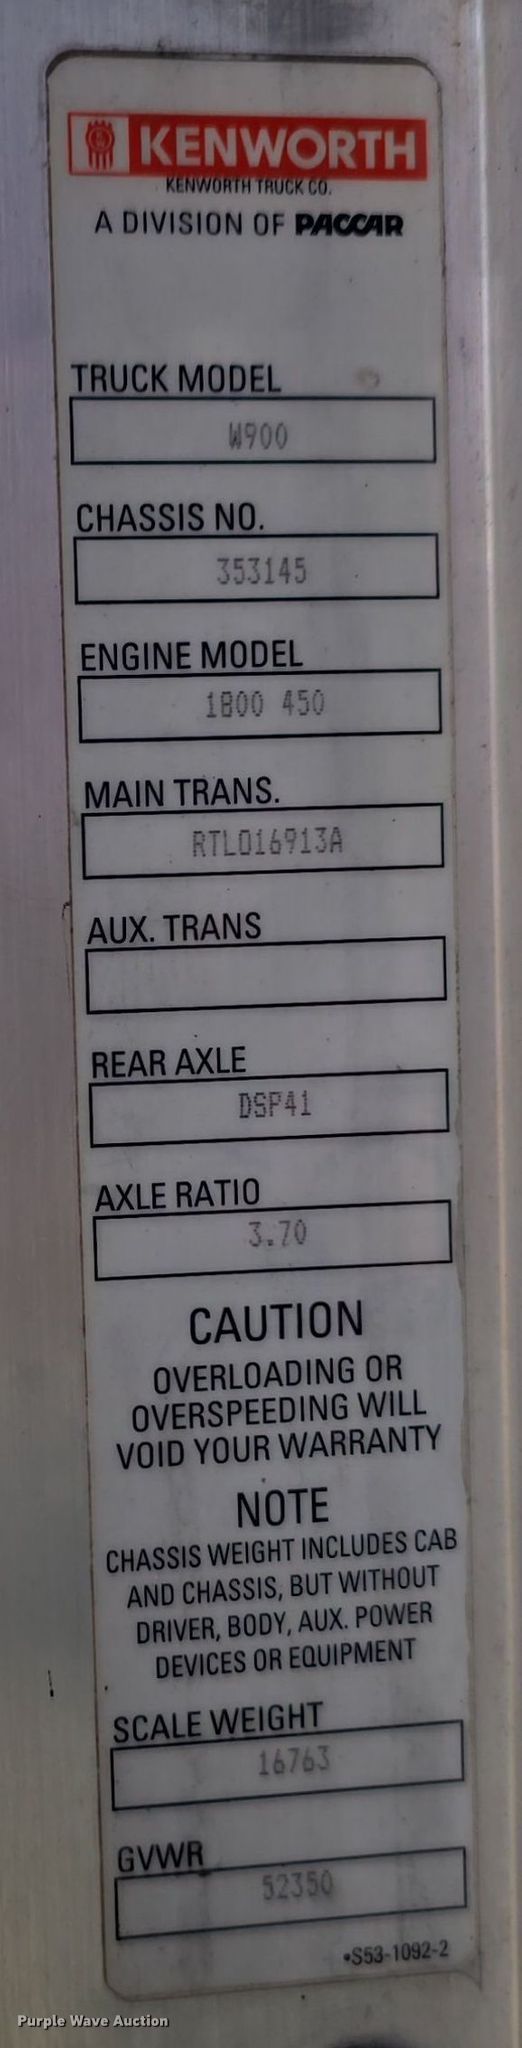 KENWORTH
KENWORTH TRUCK CO.
A DIVISION OF PACCAR
TRUCK MODEL
W900
CHASSIS NO.
353145
ENGINE MODEL
1800 450
MAIN TRANS.
RTLO16913A
AUX. TRANS
REAR AXLE
DSP41
AXLE RATIO
3.70
CAUTION
OVERLOADING OR
OVERSPEEDING WILL
VOID YOUR WARRANTY
NOTE
CHASSIS WEIGHT INCLUDES CAB
AND CHASSIS, BUT WITHOUT
DRIVER, BODY, AUX. POWER
DEVICES OR EQUIPMENT
SCALE WEIGHT
16763
GVWR
52350
•S53-1092-2
Purple Wave Auction